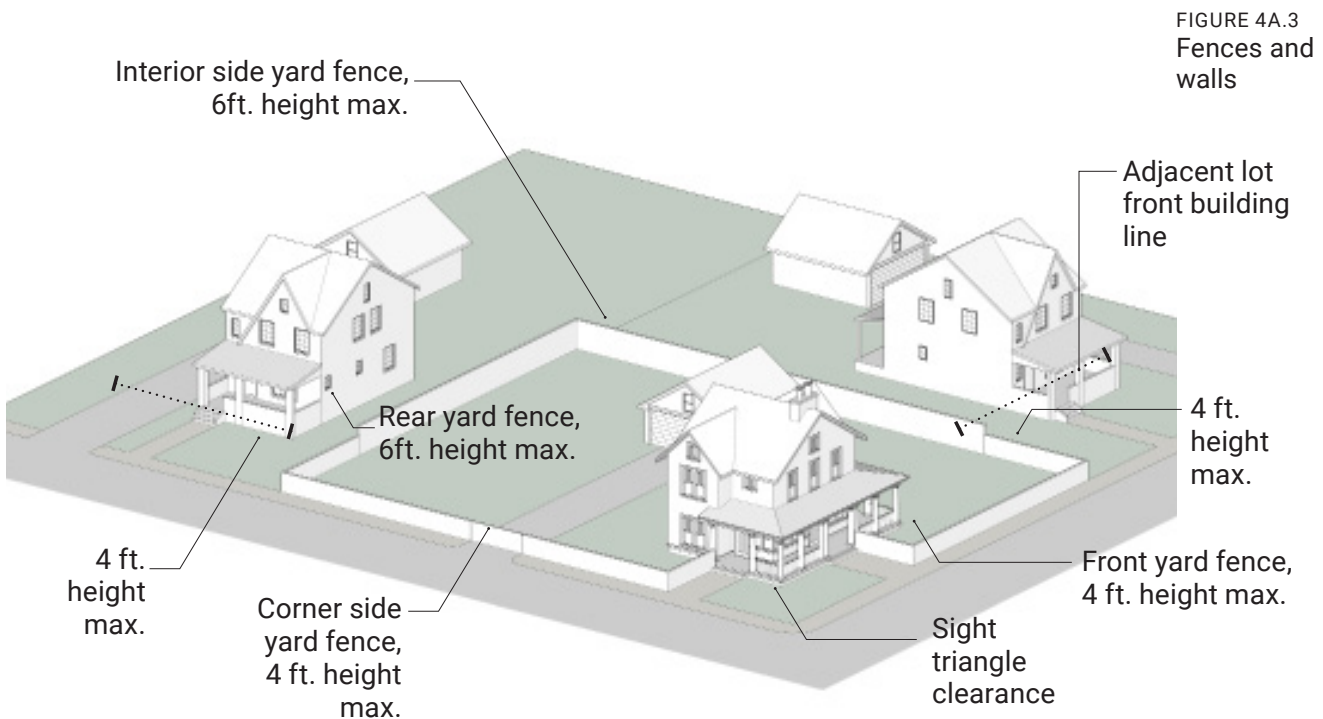 FIGURE 4A.3
Fences and
walls
Interior side yard fence,
6ft. height max.
Adjacent lot
front building
line
Rear yard fence,
6ft. height max.
4 ft.
height
max.
4 ft.
height
max.
Corner side
yard fence,
4 ft. height
max.
Front yard fence,
4 ft. height max.
Sight
triangle
clearance